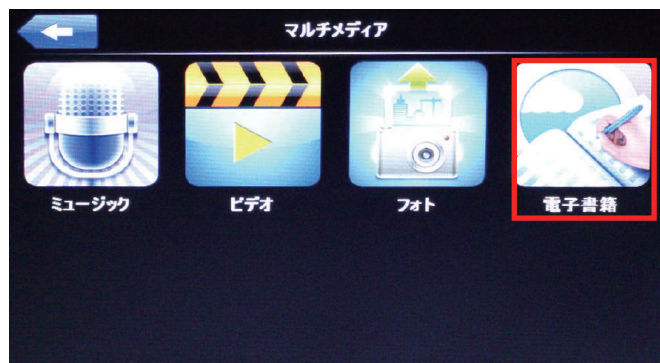 マルチメディア
ミュージック
ビデオ
フォト
電子書籍